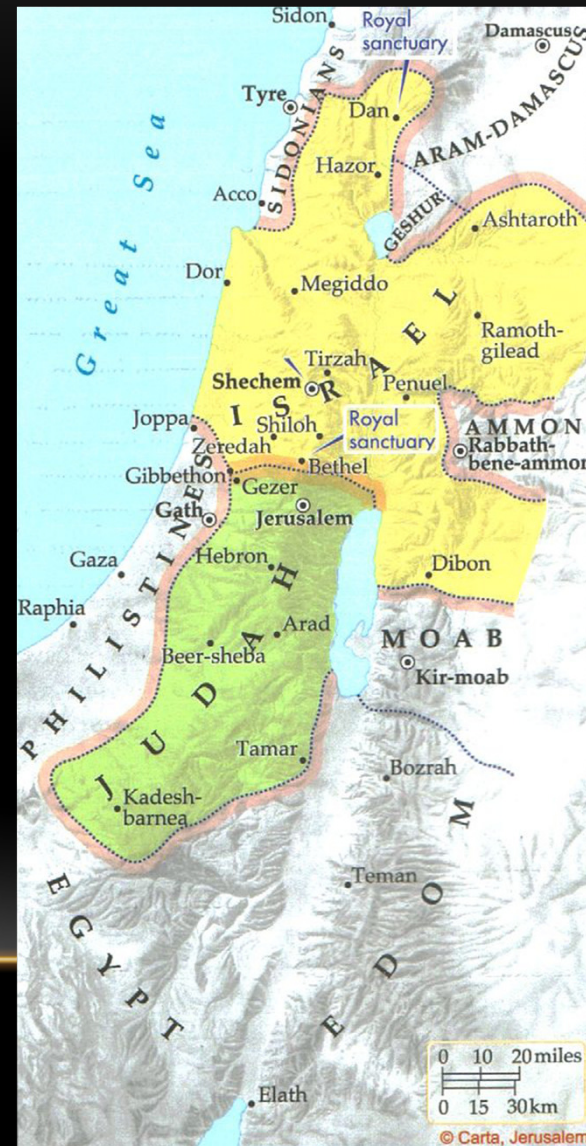 Sidon
Royal
sanctuary
Damascus
Tyre
SIDONIANS
Dan
ARAM-DAMASCUS
Hazor
Acco
GESHUR
Ashtaroth
Great Sea
Dor
Megiddo
Ramoth-
gilead
ISRAEL
Tirzah
Shechem
Penuel
Joppa
Shiloh
Royal
sanctuary
AMMON
Zeredah
Rabbath-
bene-ammon
Gibbethon
Bethel
Gezer
Gath
Jerusalem
PHILISTINES
Gaza
Hebron
Dibon
Raphia
JUDAH
Arad
MOAB
Beer-sheba
Kir-moab
Tamar
Bozrah
Kadesh-
barnea
EDOM
Teman
EGYPT
Elath
0 10 20 miles
0 15 30 km
© Carta, Jerusalem